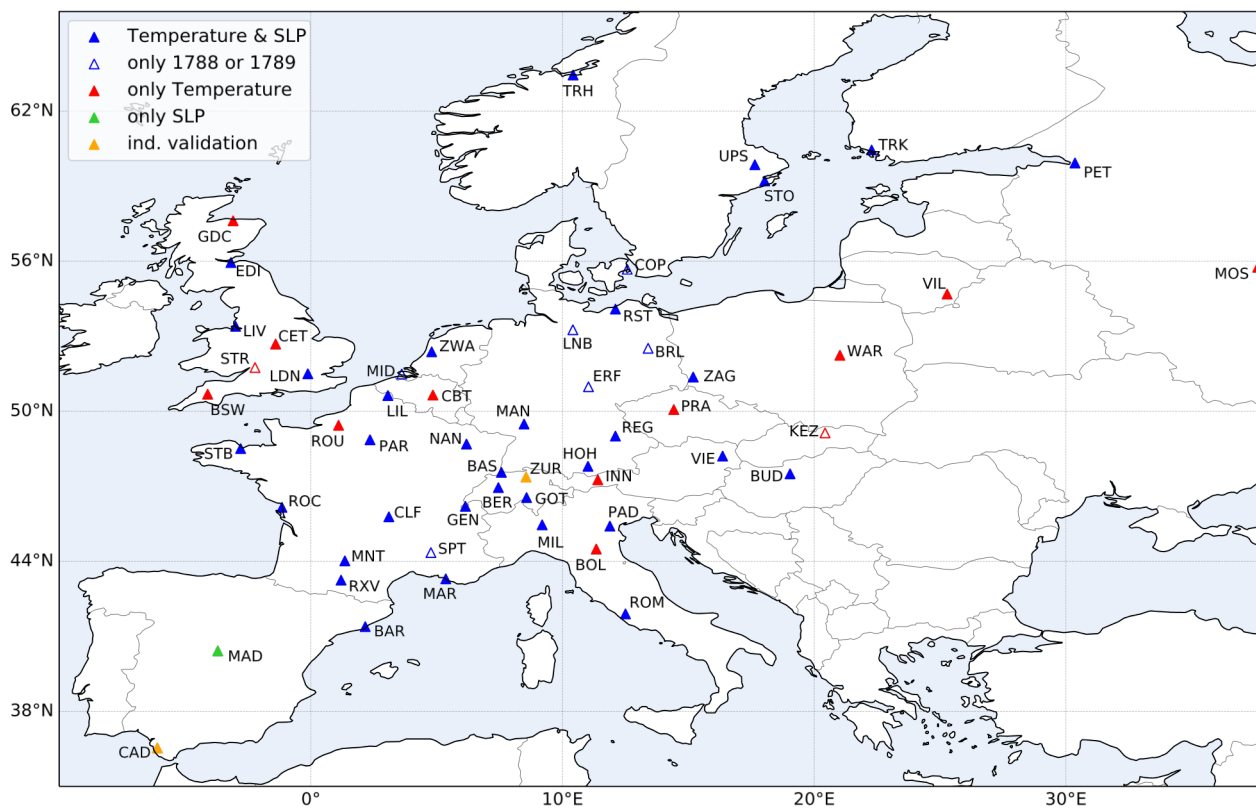 Temperature & SLP
only 1788 or 1789
only Temperature
only SLP
ind. validation
TRH
62°N
UPS
TRK
STO
PET
GDC
56°N
EDI
COP
MOS
VIL
LIV
CET
RST
ZWA
LNB
BRL
WAR
STR
LDN
MID
ERF
ZAG
BSW
LIL
CBT
MAN
PRA
50°N
ROU
PAR
NAN
REG
KEZ
STB
HOH
VIE
BAS
ZUR
INN
BUD
BER
GOT
ROC
CLF
GEN
PAD
MIL
SPT
MNT
44°N
BOL
RXV
MAR
ROM
BAR
MAD
38°N
CAD
0°
10°E
20°E
30°E